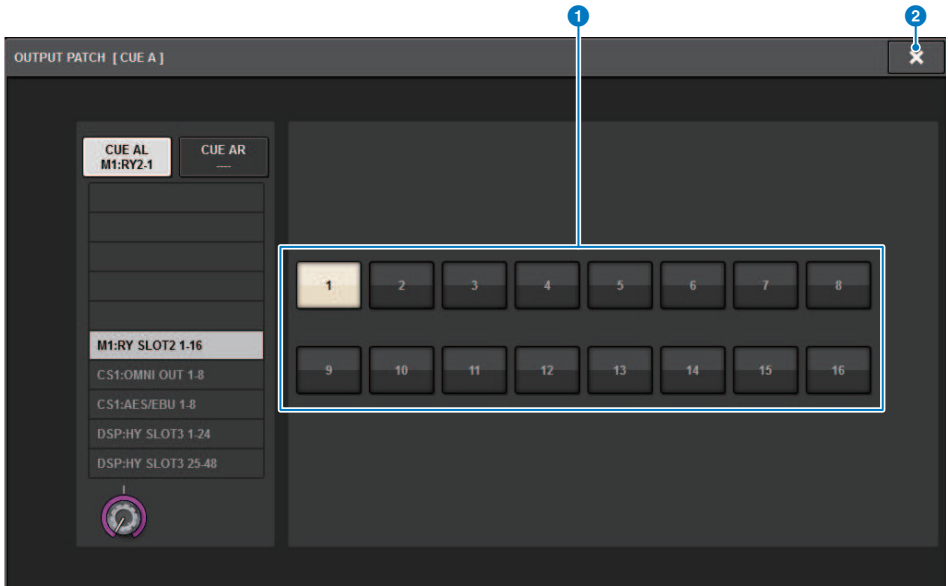 1
2
OUTPUT PATCH [ CUE A ]
CUE AL
M1:RY2-1
CUE AR
----
M1:RY SLOT2 1-16
CS1:OMNI OUT 1-8
CS1:AES/EBU 1-8
DSP:HY SLOT3 1-24
DSP:HY SLOT3 25-48
1 2 3 4 5 6 7 8
9 10 11 12 13 14 15 16